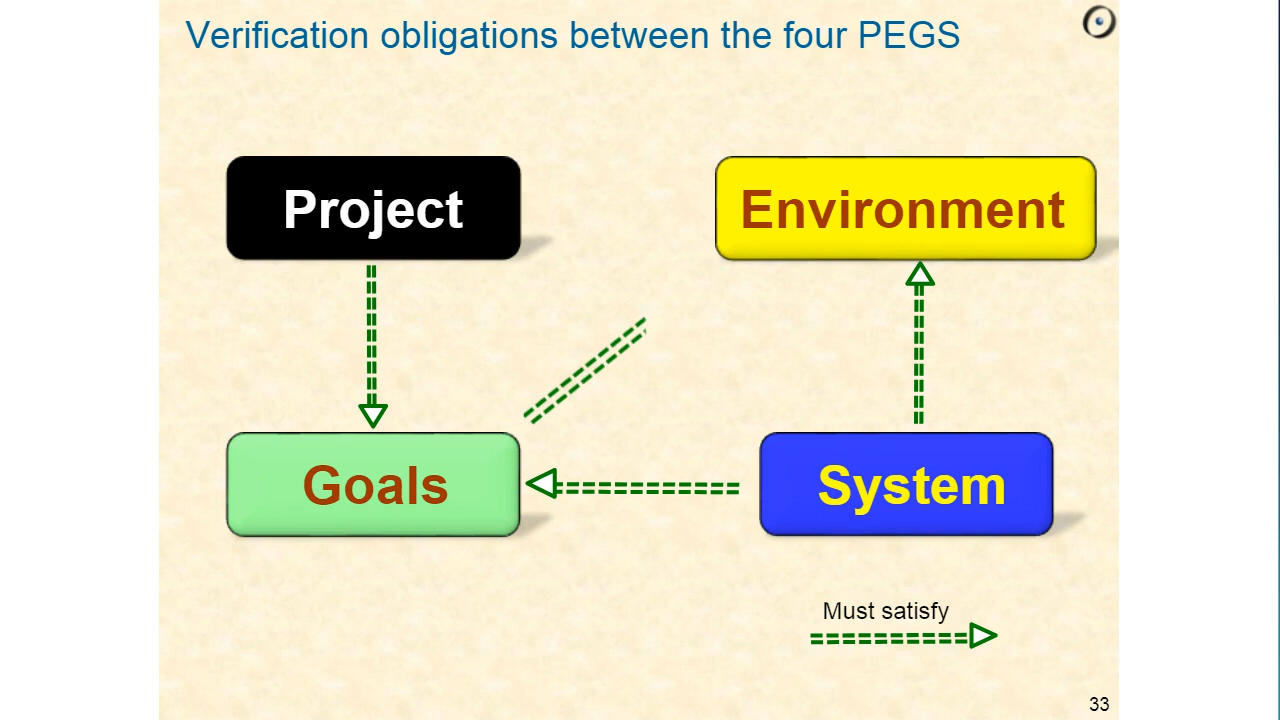 Verification obligations between the four PEGS
Project
Environment
Goals
System
Must satisfy
33